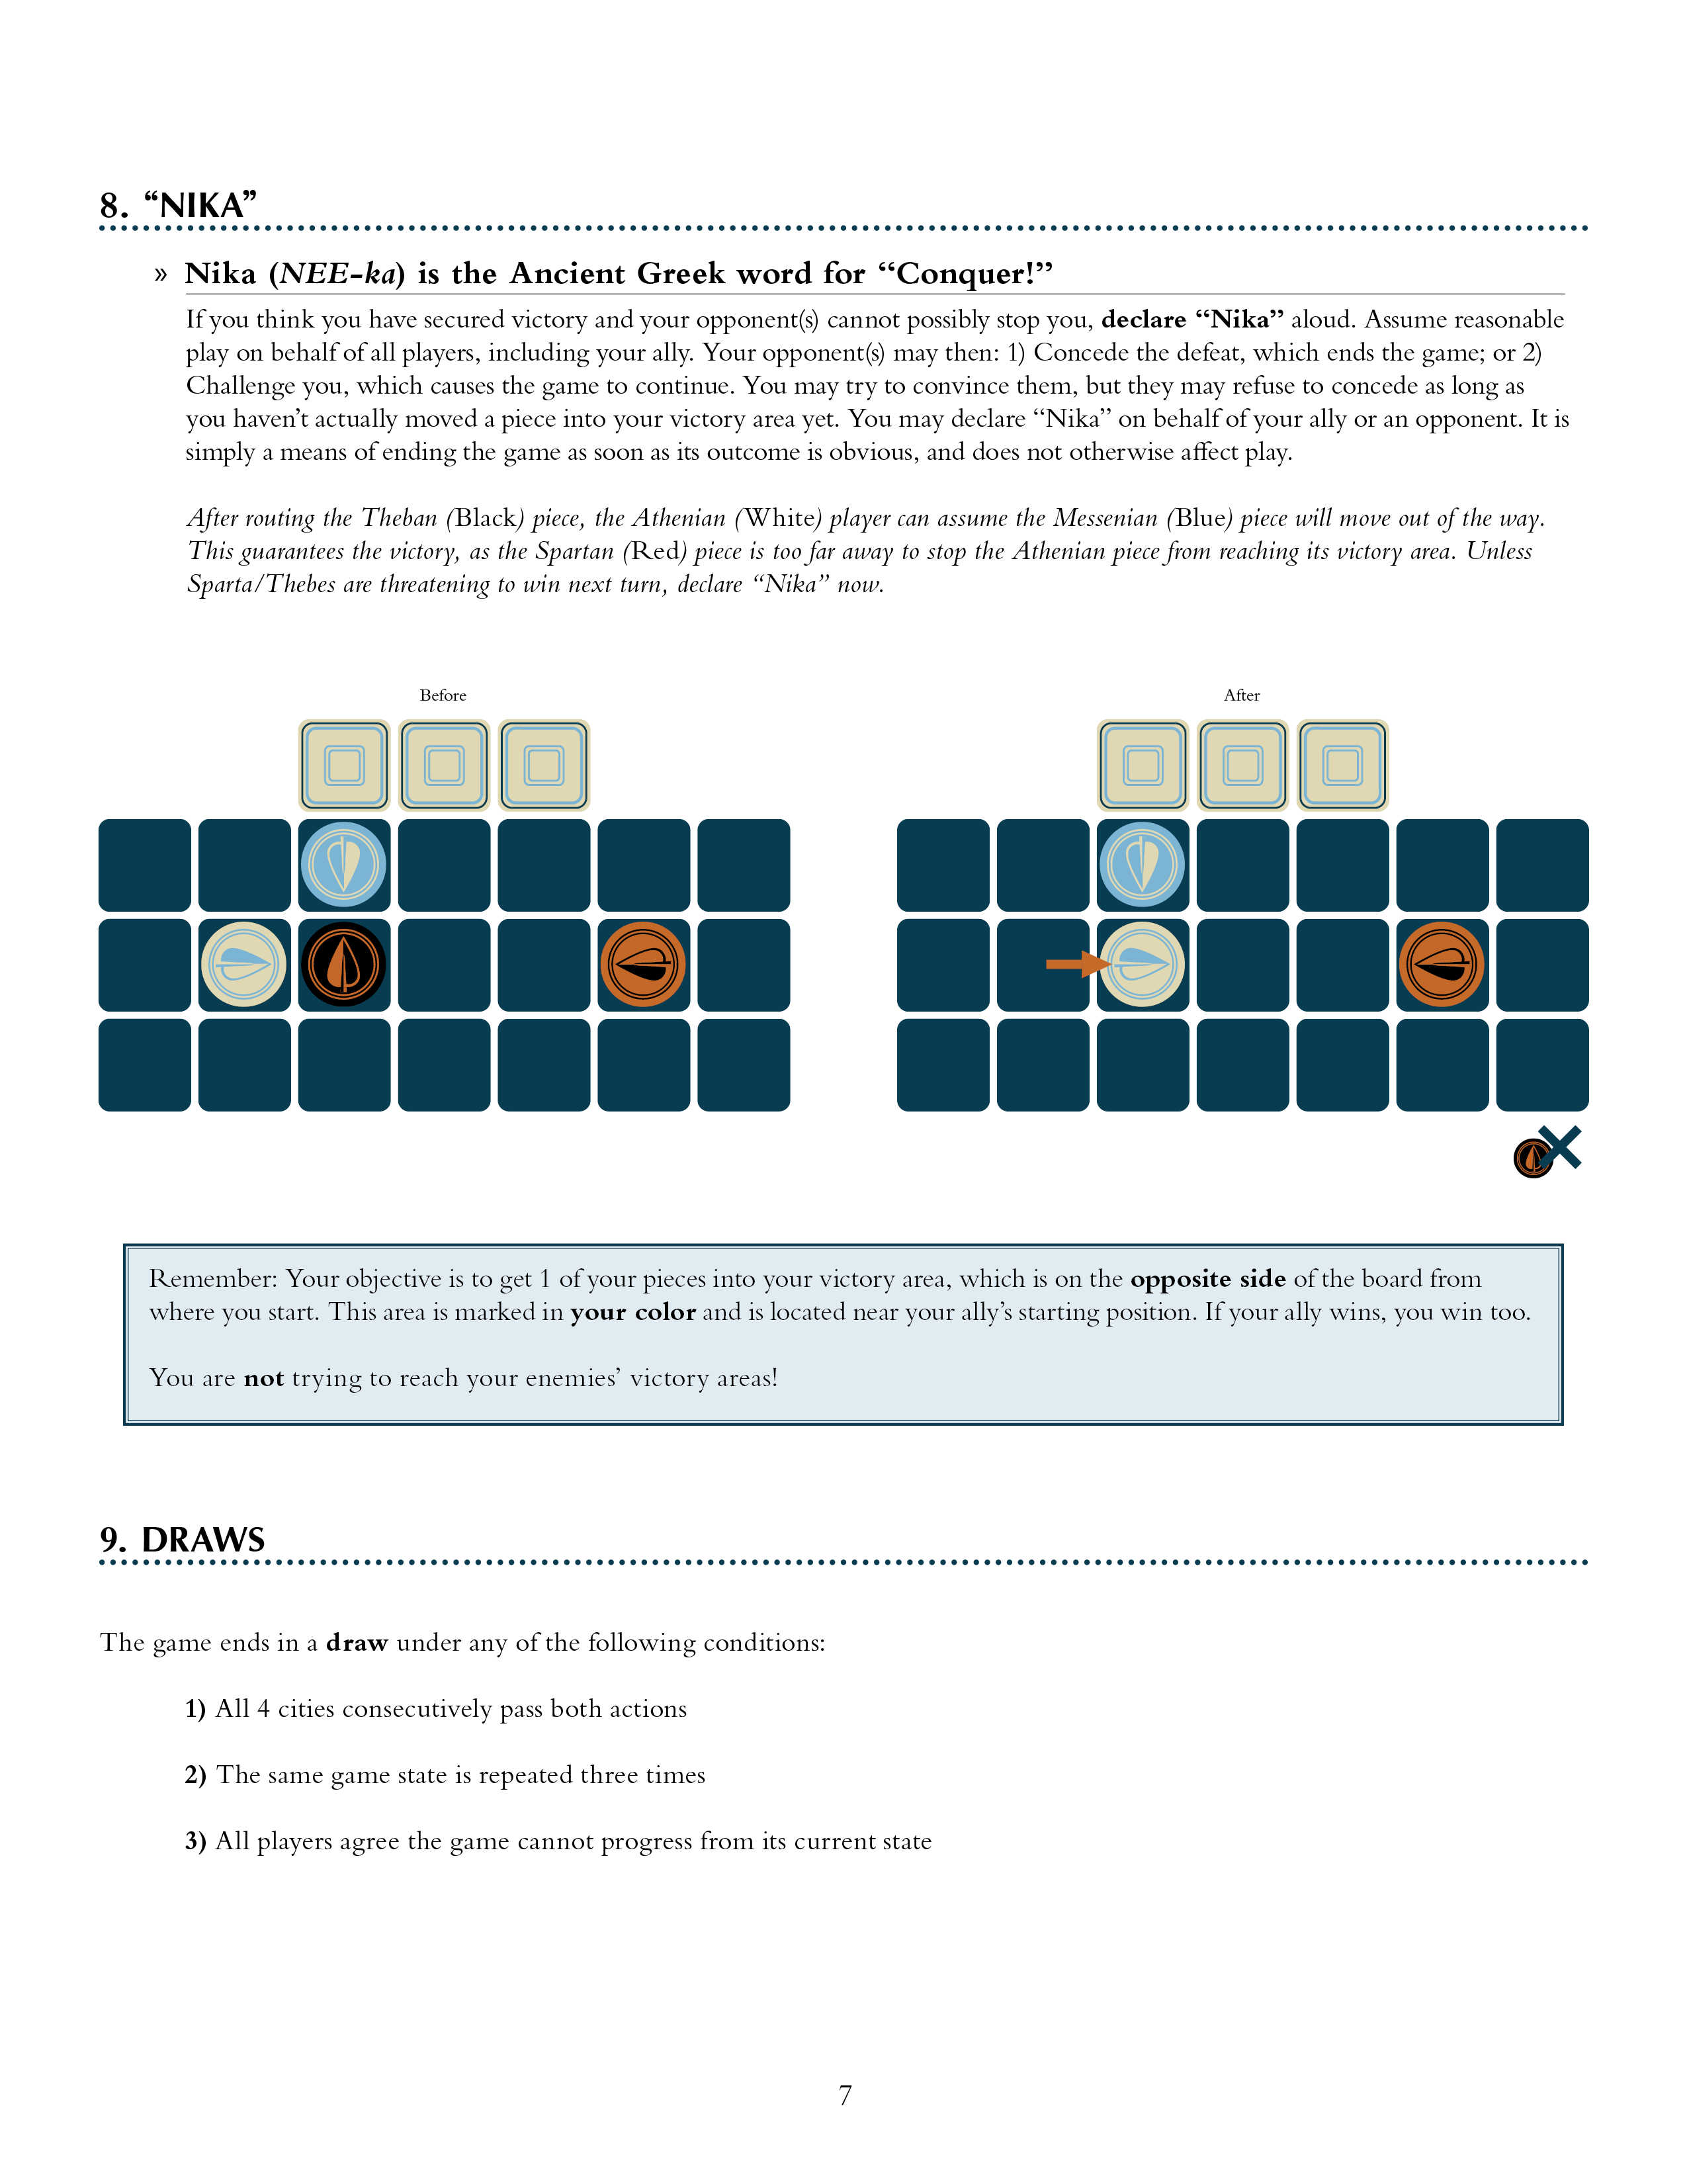 8. “NIKA”
» Nika (NEE-ka) is the Ancient Greek word for “Conquer!”
If you think you have secured victory and your opponent(s) cannot possibly stop you, declare “Nika” aloud. Assume reasonable
play on behalf of all players, including your ally. Your opponent(s) may then: 1) Concede the defeat, which ends the game; or 2)
Challenge you, which causes the game to continue. You may try to convince them, but they may refuse to concede as long as
you haven’t actually moved a piece into your victory area yet. You may declare “Nika” on behalf of your ally or an opponent. It is
simply a means of ending the game as soon as its outcome is obvious, and does not otherwise affect play.
After routing the Theban (Black) piece, the Athenian (White) player can assume the Messenian (Blue) piece will move out of the way.
This guarantees the victory, as the Spartan (Red) piece is too far away to stop the Athenian piece from reaching its victory area. Unless
Sparta/Thebes are threatening to win next turn, declare “Nika” now.
Before
After
Remember: Your objective is to get 1 of your pieces into your victory area, which is on the opposite side of the board from
where you start. This area is marked in your color and is located near your ally’s starting position. If your ally wins, you win too.
You are not trying to reach your enemies’ victory areas!
9. DRAWS
The game ends in a draw under any of the following conditions:
1) All 4 cities consecutively pass both actions
2) The same game state is repeated three times
3) All players agree the game cannot progress from its current state
7